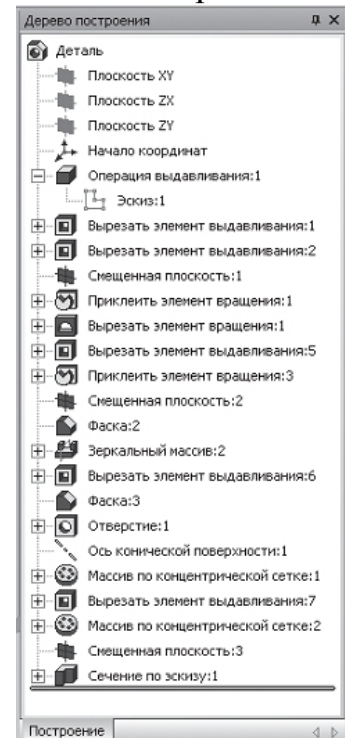 Дерево построения
Деталь
Плоскость XY
Плоскость ZX
Плоскость ZY
Начало координат
Операция выдавливания:1
Эскиз:1
Вырезать элемент выдавливания:1
Вырезать элемент выдавливания:2
Смещенная плоскость:1
Приклеить элемент вращения:1
Вырезать элемент вращения:1
Вырезать элемент выдавливания:5
Приклеить элемент вращения:3
Смещенная плоскость:2
Фаска:2
Зеркальный массив:2
Вырезать элемент выдавливания:6
Фаска:3
Отверстие:1
Ось конической поверхности:1
Массив по концентрической сетке:1
Вырезать элемент выдавливания:7
Массив по концентрической сетке:2
Смещенная плоскость:3
Сечение по эскизу:1
Построение